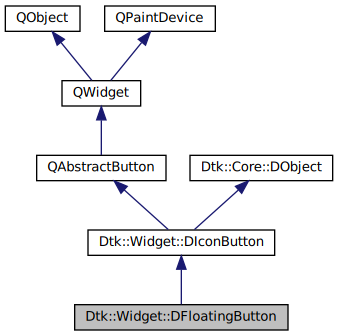 QObject
QPaintDevice
QWidget
QAbstractButton
Dtk::Core::DObject
Dtk::Widget::DIconButton
Dtk::Widget::DFloatingButton